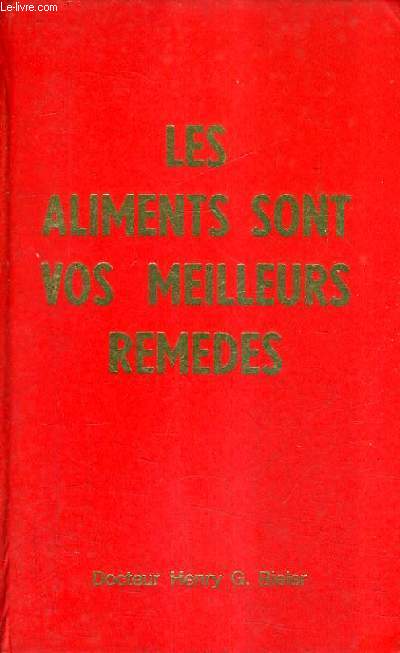 Le-livre.com
LES
ALIMENTS SONT
VOS MEILLEURS
REMEDES
Docteur Henry G. Bieler